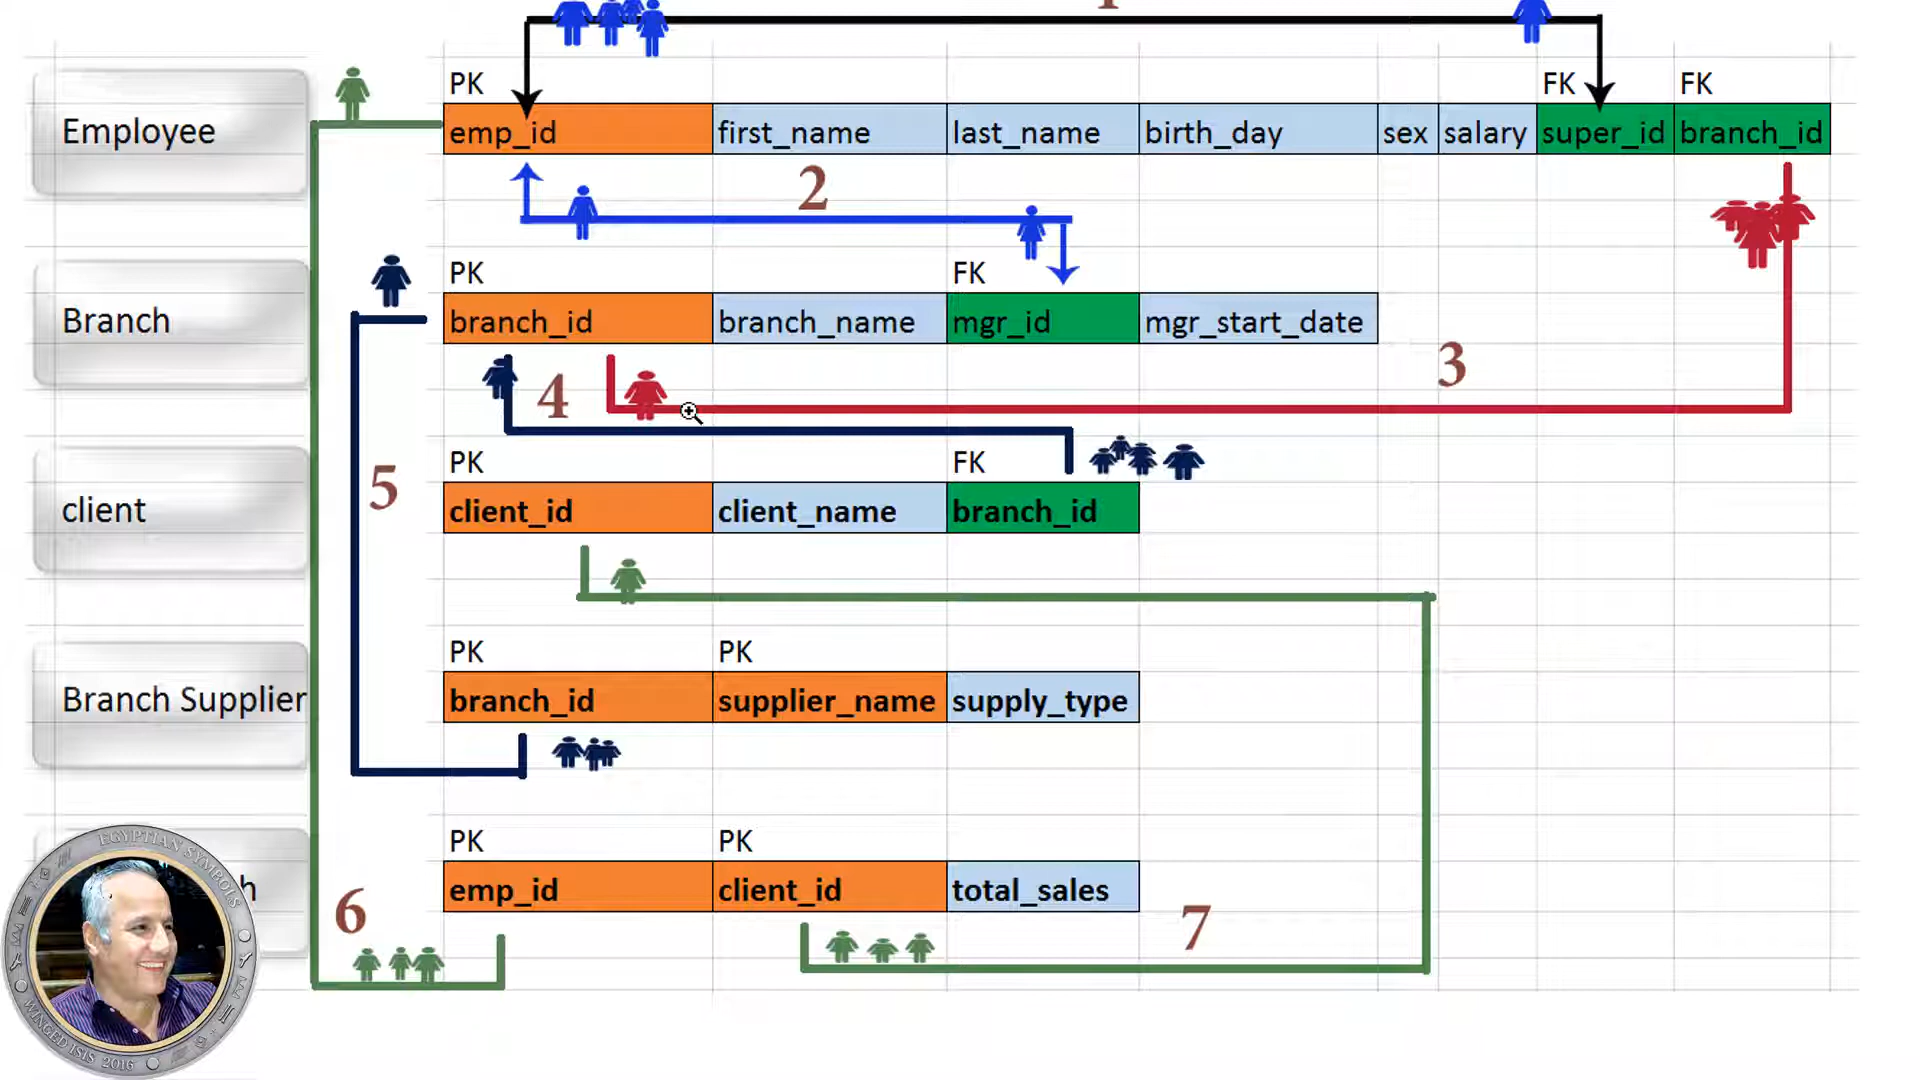 PK FK FK
Employee emp_id first_name last_name birth_day sex salary super_id branch_id
2
PK FK
Branch branch_id branch_name mgr_id mgr_start_date
3
4
PK FK
5
client client_id client_name branch_id
PK PK
Branch Supplier branch_id supplier_name supply_type
PK PK
h emp_id client_id total_sales
6 7
EGYPTIAN SYMBOLS
WINGED ISIS 2016